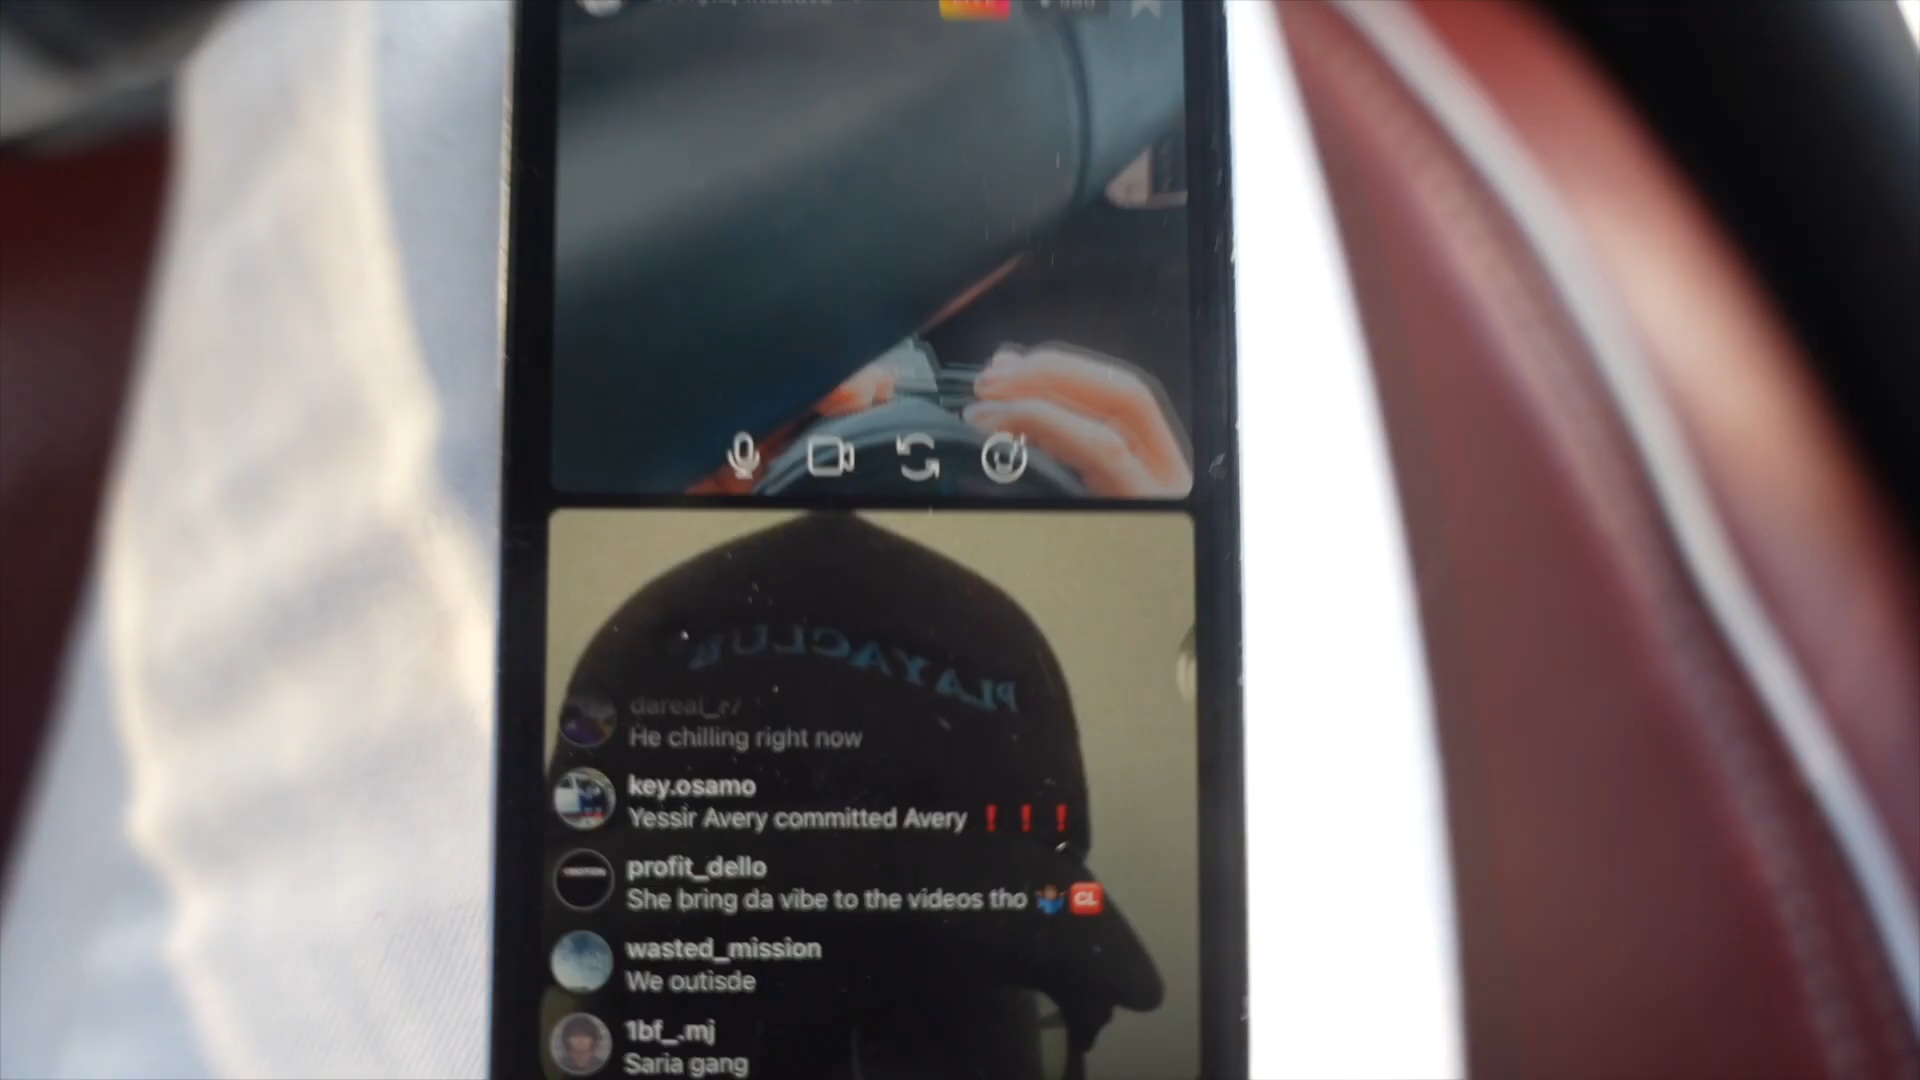 LIVE
PLAYACLUB
He chilling right now
key.osamo
Yessir Avery committed Avery ❗❗❗
profit_dello
She bring da vibe to the videos tho 🤷🏾‍♂️🆑
wasted_mission
We outisde
1bf_.mj
Saria gang